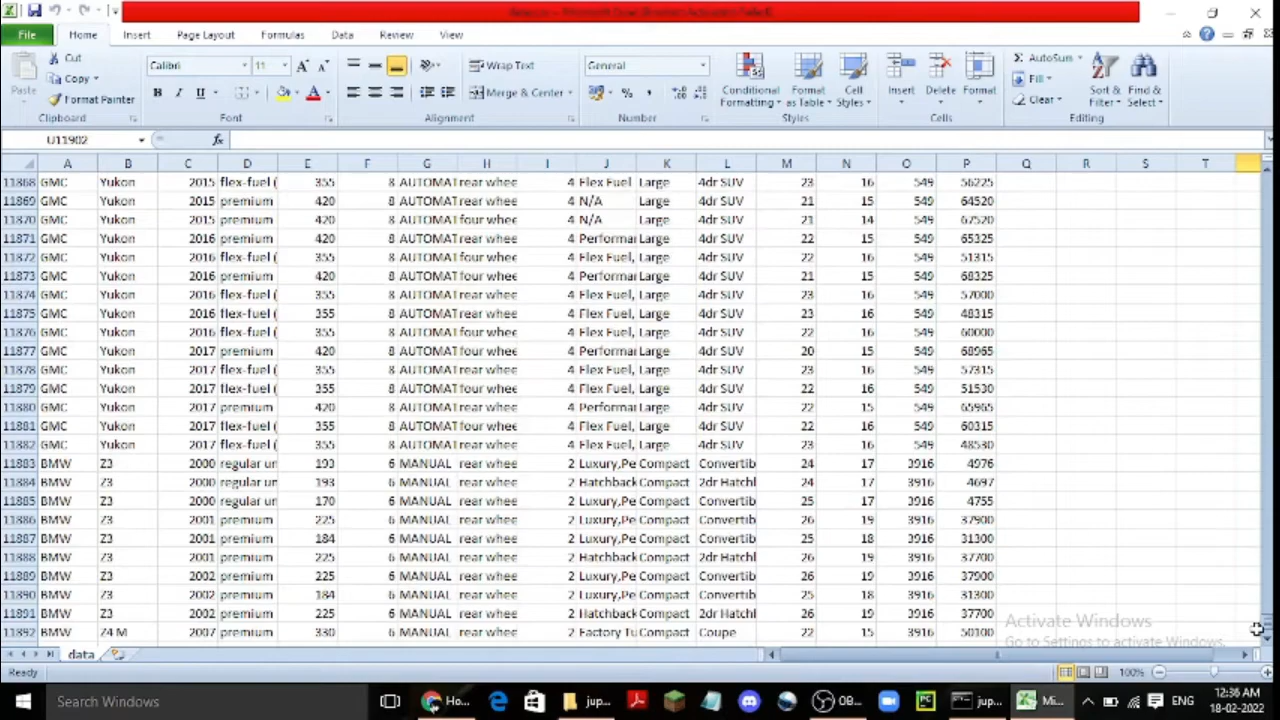 File Home Insert Page Layout Formulas Data Review View
Cut
Copy
Format Painter
Paste
Calibri 11
B I U A
Wrap Text
Merge & Center
General
%
Conditional Formatting
Format as Table
Cell Styles
Insert Delete Format
AutoSum
Fill
Clear
Sort & Filter
Find & Select
Clipboard Font Alignment Number Styles Cells Editing
U11902 fx
A B C D E F G H I J K L M N O P Q R S T
11868 GMC Yukon 2015 flex-fuel ( 355 8 AUTOMAT rear whee 4 Flex Fuel Large 4dr SUV 23 16 549 56225
11869 GMC Yukon 2015 premium 420 8 AUTOMAT rear whee 4 N/A Large 4dr SUV 21 15 549 64520
11870 GMC Yukon 2015 premium 420 8 AUTOMAT four whee 4 N/A Large 4dr SUV 21 14 549 67520
11871 GMC Yukon 2016 premium 420 8 AUTOMAT rear whee 4 Performar Large 4dr SUV 22 15 549 65325
11872 GMC Yukon 2016 flex-fuel ( 355 8 AUTOMAT four whee 4 Flex Fuel, Large 4dr SUV 22 16 549 51315
11873 GMC Yukon 2016 premium 420 8 AUTOMAT four whee 4 Performar Large 4dr SUV 21 15 549 68325
11874 GMC Yukon 2016 flex-fuel ( 355 8 AUTOMAT rear whee 4 Flex Fuel, Large 4dr SUV 23 16 549 57000
11875 GMC Yukon 2016 flex-fuel ( 355 8 AUTOMAT rear whee 4 Flex Fuel, Large 4dr SUV 23 16 549 48315
11876 GMC Yukon 2016 flex-fuel ( 355 8 AUTOMAT four whee 4 Flex Fuel, Large 4dr SUV 22 16 549 60000
11877 GMC Yukon 2017 premium 420 8 AUTOMAT four whee 4 Performar Large 4dr SUV 20 15 549 68965
11878 GMC Yukon 2017 flex-fuel ( 355 8 AUTOMAT rear whee 4 Flex Fuel, Large 4dr SUV 23 16 549 57315
11879 GMC Yukon 2017 flex-fuel ( 355 8 AUTOMAT four whee 4 Flex Fuel, Large 4dr SUV 22 16 549 51530
11880 GMC Yukon 2017 premium 420 8 AUTOMAT rear whee 4 Performar Large 4dr SUV 22 15 549 65965
11881 GMC Yukon 2017 flex-fuel ( 355 8 AUTOMAT four whee 4 Flex Fuel, Large 4dr SUV 22 16 549 60315
11882 GMC Yukon 2017 flex-fuel ( 355 8 AUTOMAT rear whee 4 Flex Fuel, Large 4dr SUV 23 16 549 48530
11883 BMW Z3 2000 regular un 193 6 MANUAL rear whee 2 Luxury,Pe Compact Convertib 24 17 3916 4976
11884 BMW Z3 2000 regular un 193 6 MANUAL rear whee 2 Hatchback Compact 2dr Hatchl 24 17 3916 4697
11885 BMW Z3 2000 regular un 170 6 MANUAL rear whee 2 Luxury,Pe Compact Convertib 25 17 3916 4755
11886 BMW Z3 2001 premium 225 6 MANUAL rear whee 2 Luxury,Pe Compact Convertib 26 19 3916 37900
11887 BMW Z3 2001 premium 184 6 MANUAL rear whee 2 Luxury,Pe Compact Convertib 25 18 3916 31300
11888 BMW Z3 2001 premium 225 6 MANUAL rear whee 2 Hatchback Compact 2dr Hatchl 26 19 3916 37700
11889 BMW Z3 2002 premium 225 6 MANUAL rear whee 2 Luxury,Pe Compact Convertib 26 19 3916 37900
11890 BMW Z3 2002 premium 184 6 MANUAL rear whee 2 Luxury,Pe Compact Convertib 25 18 3916 31300
11891 BMW Z3 2002 premium 225 6 MANUAL rear whee 2 Hatchback Compact 2dr Hatchl 26 19 3916 37700
11892 BMW Z4 M 2007 premium 330 6 MANUAL rear whee 2 Factory Tu Compact Coupe 22 15 3916 50100
Activate Windows
Go to Settings to activate Windows.
data
Ready 100%
Search Windows Ho... jup... OB... jup... Mi... ENG
12:36 AM
18-02-2022